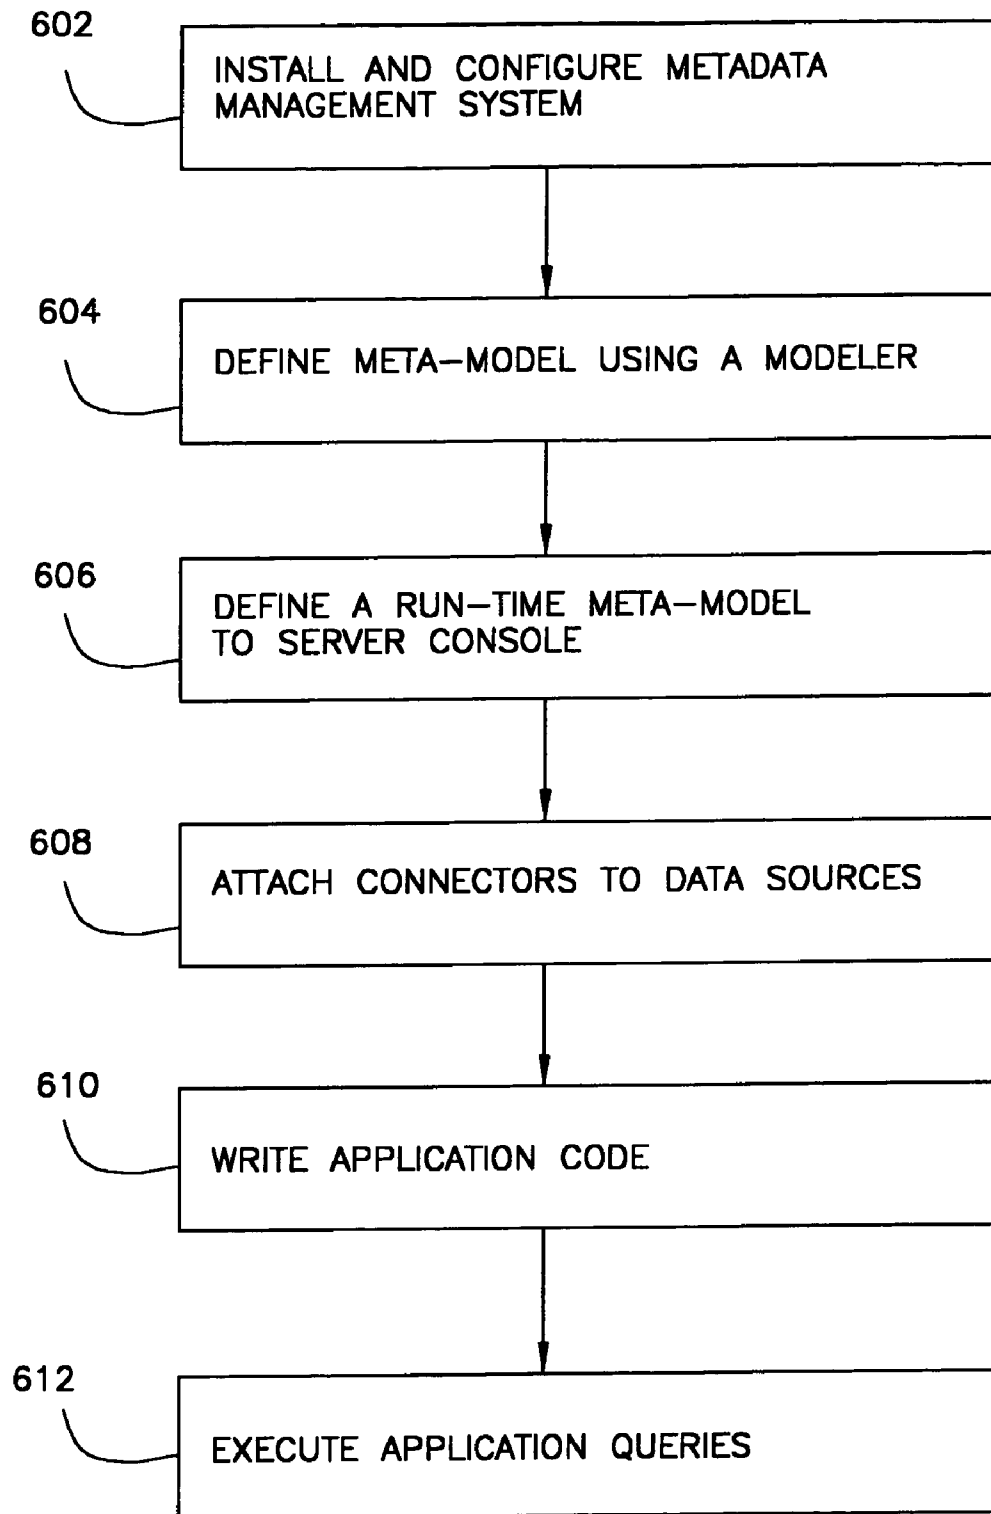 602
INSTALL AND CONFIGURE METADATA
MANAGEMENT SYSTEM
604
DEFINE META-MODEL USING A MODELER
606
DEFINE A RUN-TIME META-MODEL
TO SERVER CONSOLE
608
ATTACH CONNECTORS TO DATA SOURCES
610
WRITE APPLICATION CODE
612
EXECUTE APPLICATION QUERIES